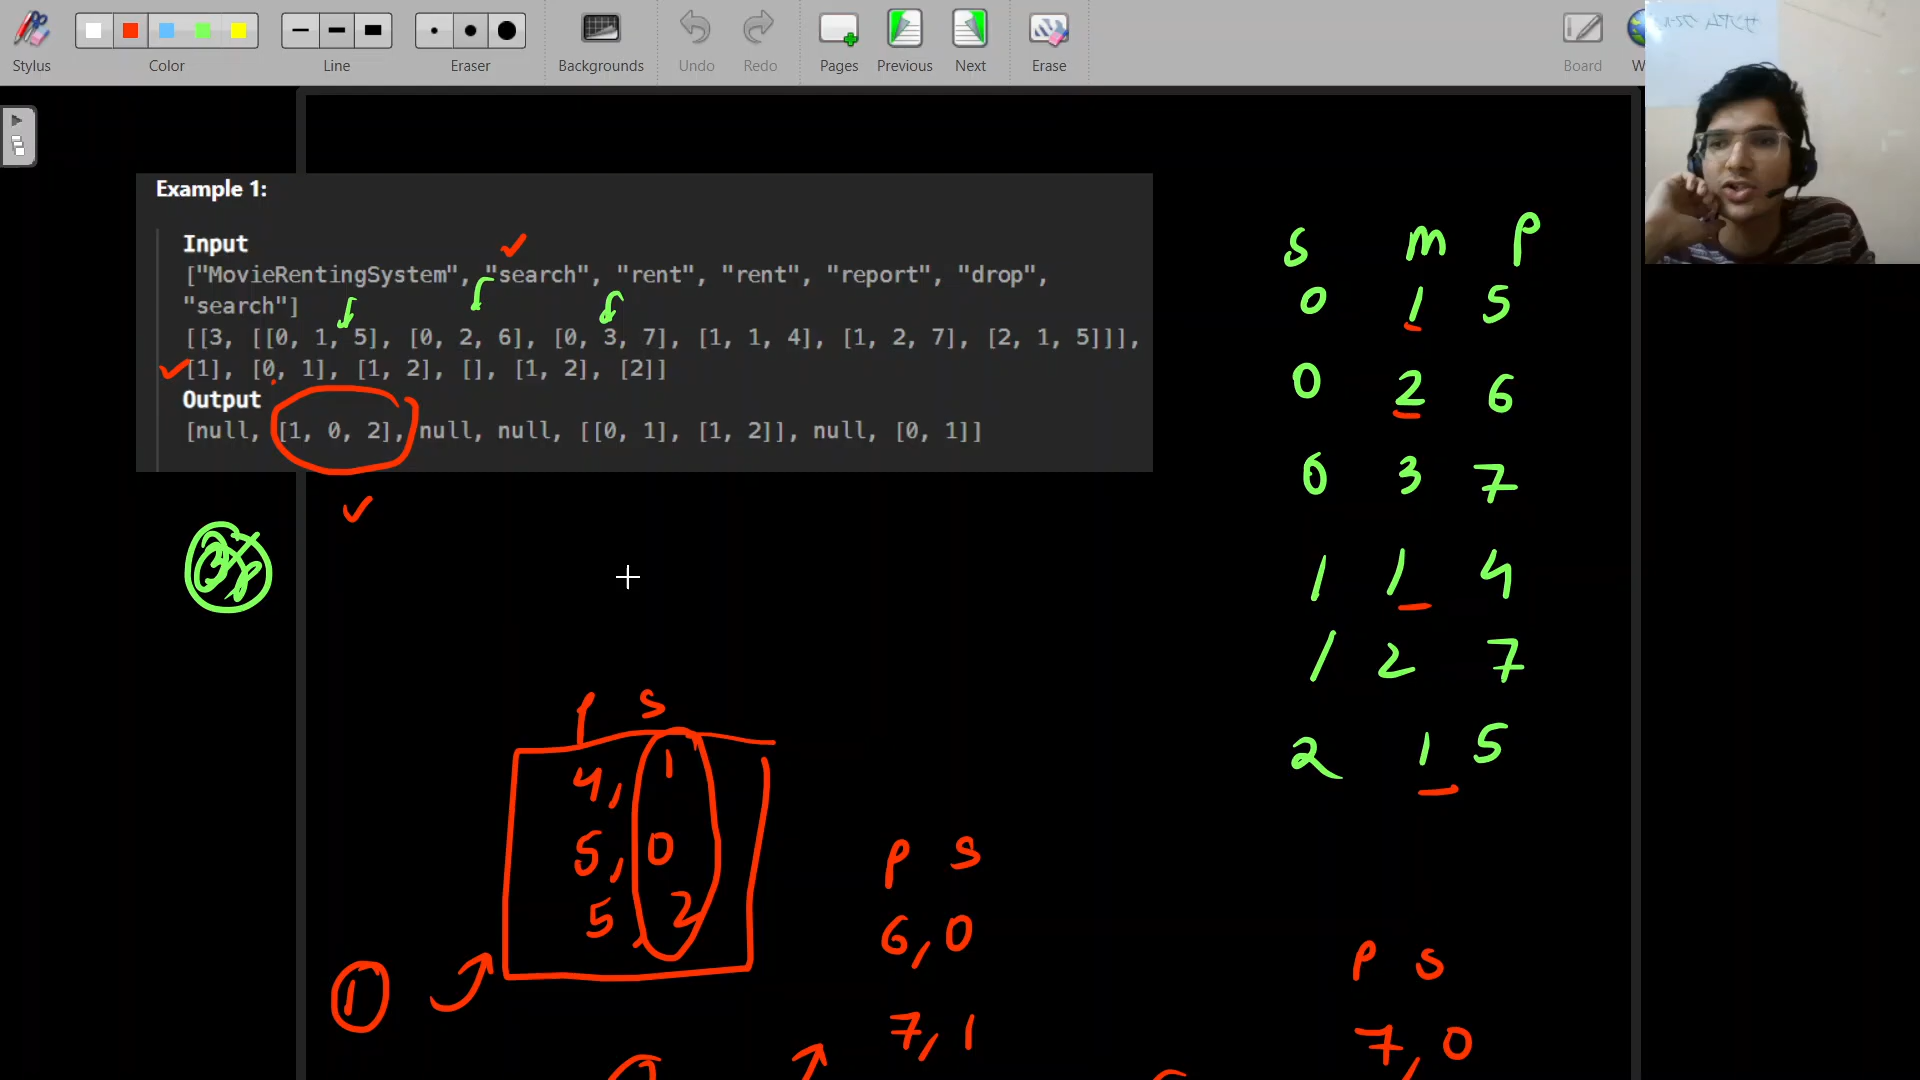 Stylus
Color
Line
Eraser
Backgrounds
Undo
Redo
Pages
Previous
Next
Erase
Board
W
Example 1:
Input
["MovieRentingSystem", "search", "rent", "rent", "report", "drop",
"search"]
[[3, [[0, 1, 5], [0, 2, 6], [0, 3, 7], [1, 1, 4], [1, 2, 7], [2, 1, 5]]],
[1], [0, 1], [1, 2], [], [1, 2], [2]]
Output
[null, [1, 0, 2], null, null, [[0, 1], [1, 2]], null, [0, 1]]
s m p
0 1 5
0 2 6
0 3 7
1 1 4
1 2 7
2 1 5
p s
4, 1
5, 0
5, 2
1
p s
6, 0
7, 1
p s
7, 0